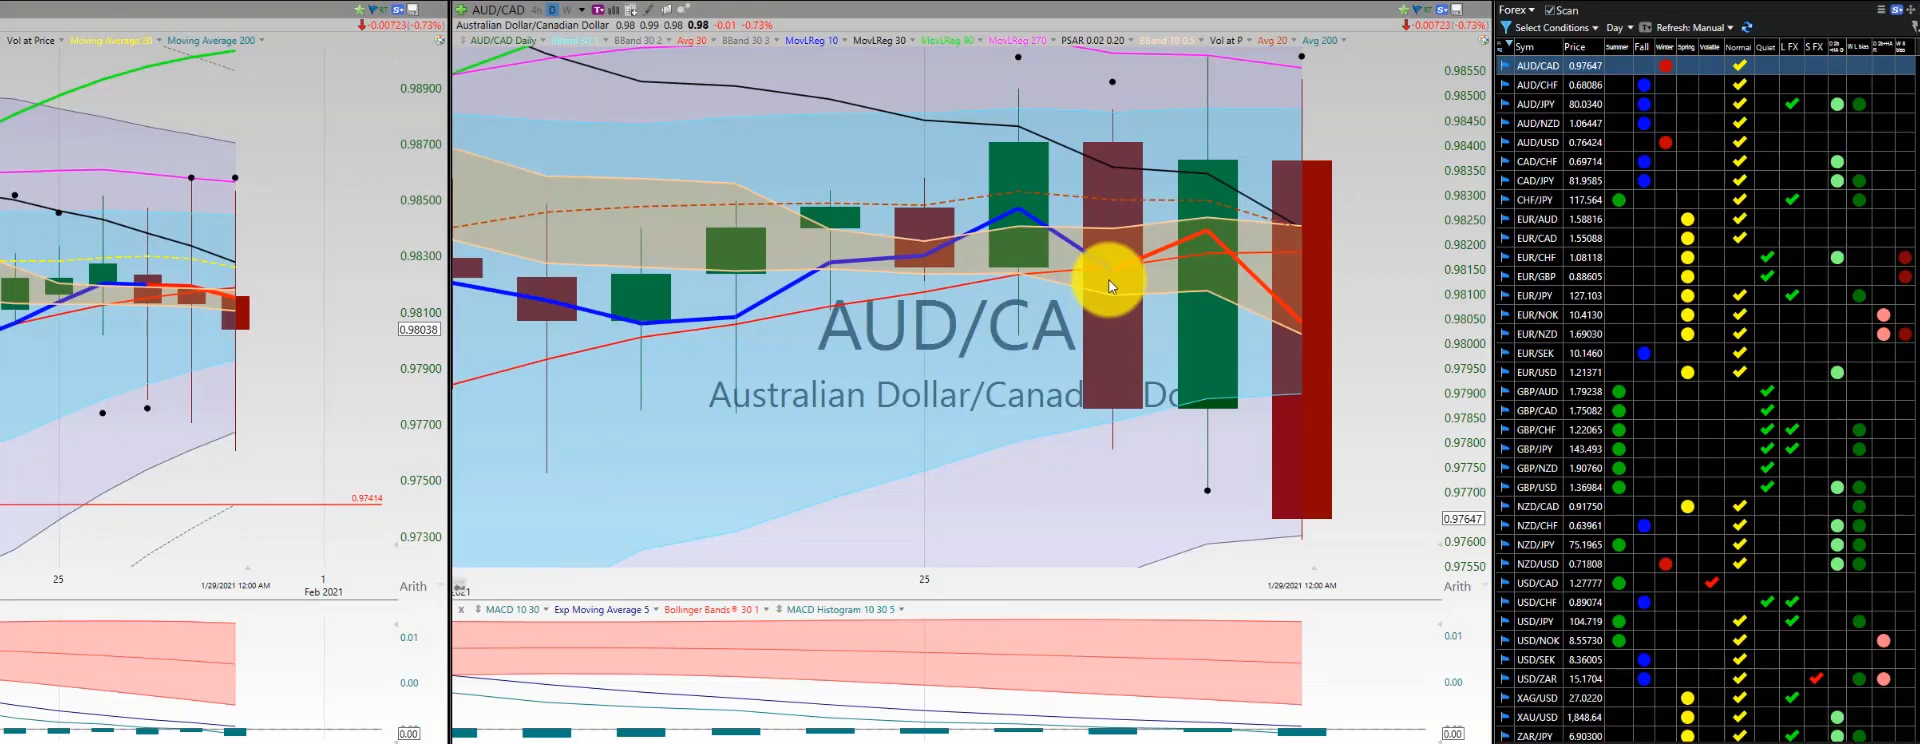 AUD/CAD 4h D W
RT S
-0.00723(-0.73%)
Australian Dollar/Canadian Dollar 0.98 0.99 0.98 0.98 -0.01 -0.73%
-0.00723(-0.73%)
Vol at Price Moving Average 20 Moving Average 200
AUD/CAD Daily BBand 30 1 BBand 30 2 Avg 30 BBand 30 3 MovLReg 10 MovLReg 30 MovLReg 90 MovLReg 270 PSAR 0.02 0.20 BBand 10 0.5 Vol at P Avg 20 Avg 200
0.98900
0.98700
0.98500
0.98300
0.98100
0.98038
0.97900
0.97700
0.97500
0.97414
0.97300
25
1/29/2021 12:00 AM
1
Feb 2021
Arith
0.01
0.00
0.00
AUD/CA
Australian Dollar/Canad Do
0.98550
0.98500
0.98450
0.98400
0.98350
0.98300
0.98250
0.98200
0.98150
0.98100
0.98050
0.98000
0.97950
0.97900
0.97850
0.97800
0.97750
0.97700
0.97647
0.97600
0.97550
2021
25
1/29/2021 12:00 AM
Arith
x MACD 10 30 Exp Moving Average 5 Bollinger Bands® 30 1 MACD Histogram 10 30 5
0.01
0.00
0.00
Forex Scan
Select Conditions Day Refresh: Manual
Sym Price Summer Fall Winter Spring Volatile Normal Quiet L FX S FX W L bias
AUD/CAD 0.97647
AUD/CHF 0.68086
AUD/JPY 80.0340
AUD/NZD 1.06447
AUD/USD 0.76424
CAD/CHF 0.69714
CAD/JPY 81.9585
CHF/JPY 117.564
EUR/AUD 1.58816
EUR/CAD 1.55088
EUR/CHF 1.08118
EUR/GBP 0.88605
EUR/JPY 127.103
EUR/NOK 10.4130
EUR/NZD 1.69030
EUR/SEK 10.1460
EUR/USD 1.21371
GBP/AUD 1.79238
GBP/CAD 1.75082
GBP/CHF 1.22065
GBP/JPY 143.493
GBP/NZD 1.90760
GBP/USD 1.36984
NZD/CAD 0.91750
NZD/CHF 0.63961
NZD/JPY 75.1965
NZD/USD 0.71808
USD/CAD 1.27777
USD/CHF 0.89074
USD/JPY 104.719
USD/NOK 8.55730
USD/SEK 8.36005
USD/ZAR 15.1704
XAG/USD 27.0220
XAU/USD 1,848.64
ZAR/JPY 6.90300